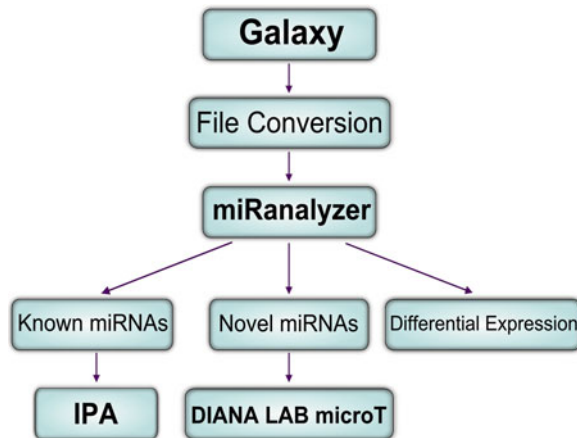 Galaxy
File Conversion
miRanalyzer
Known miRNAs
Novel miRNAs
Differential Expression
IPA
DIANA LAB microT